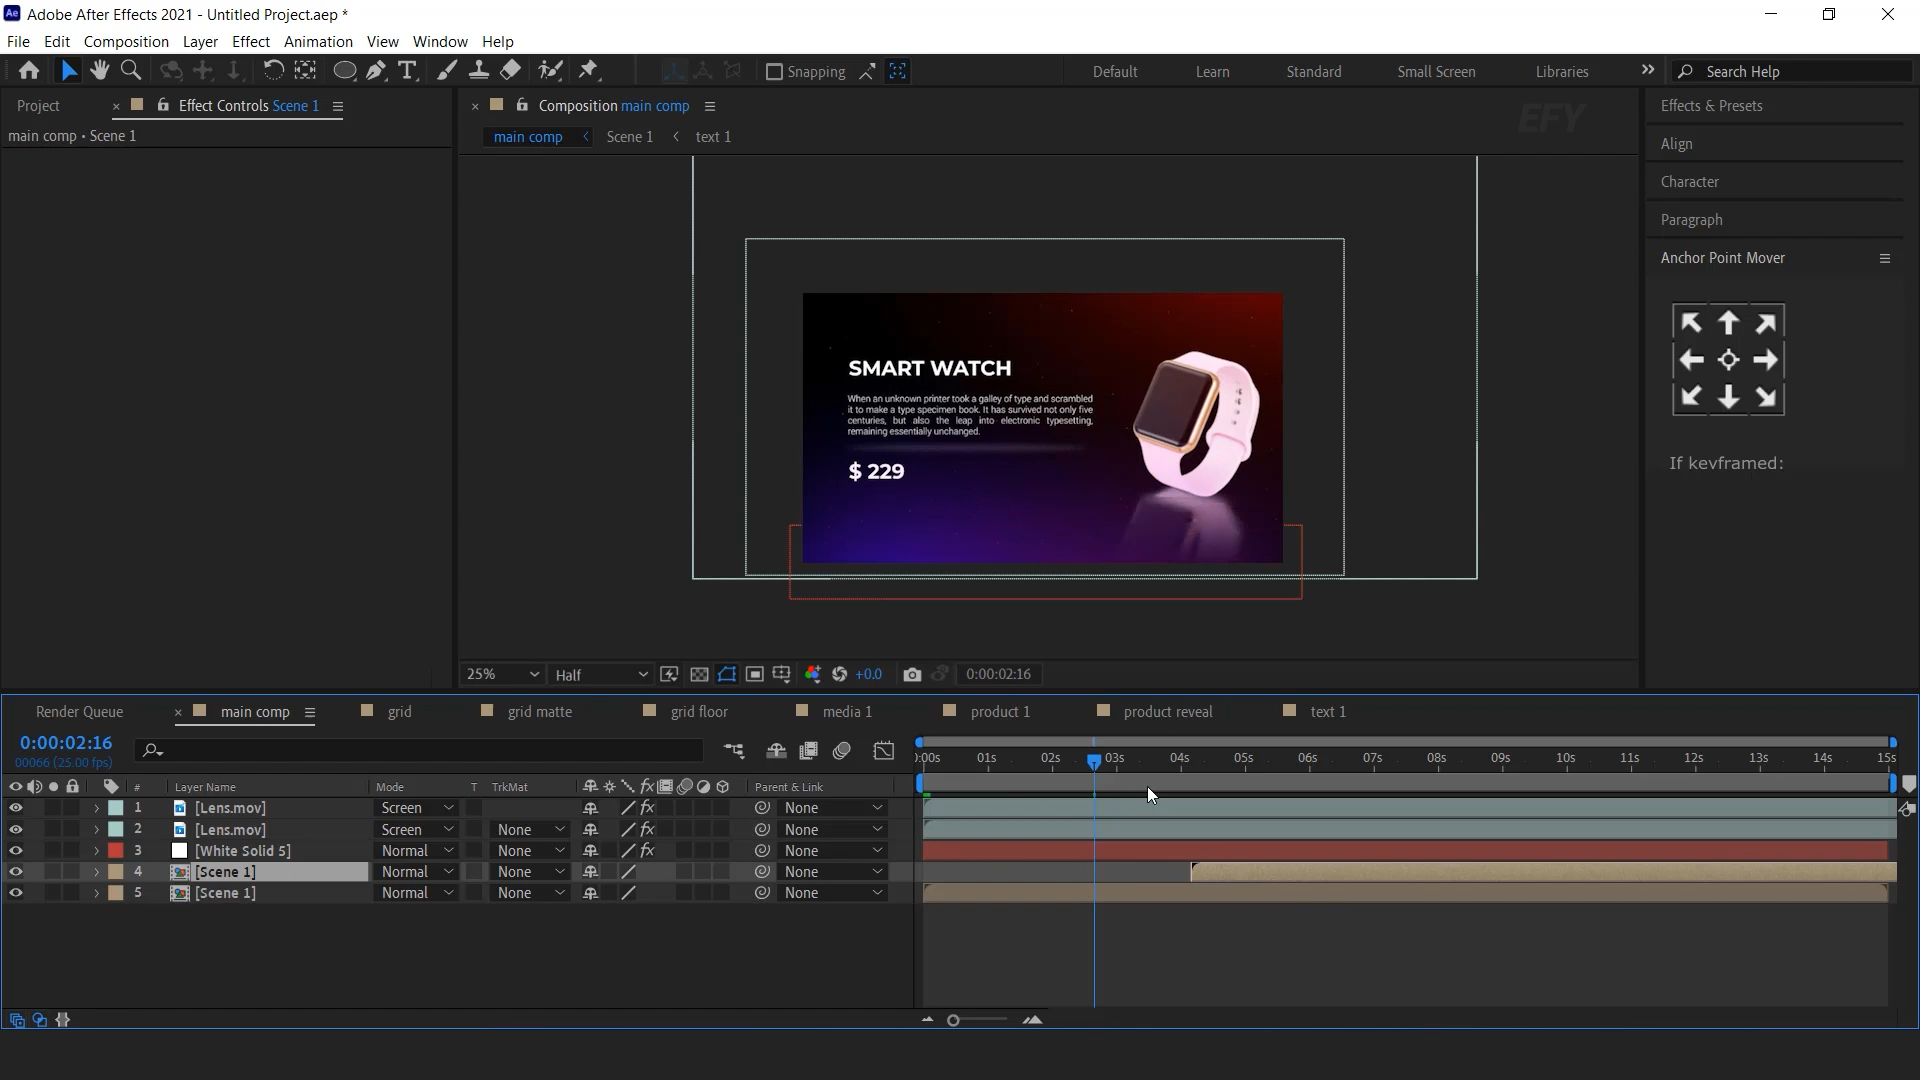 Ae Adobe After Effects 2021 - Untitled Project.aep *
File Edit Composition Layer Effect Animation View Window Help
T Snapping Default Learn Standard Small Screen Libraries Search Help
Project × Effect Controls Scene 1
main comp • Scene 1
× Composition main comp
main comp Scene 1 text 1
EFY
Effects & Presets
Align
Character
Paragraph
Anchor Point Mover
If keyframed:
SMART WATCH
When an unknown printer took a galley of type and scrambled
it to make a type specimen book. It has survived not only five
centuries, but also the leap into electronic typesetting,
remaining essentially unchanged.
$ 229
25% Half +0.0 0:00:02:16
Render Queue × main comp grid grid matte grid floor media 1 product 1 product reveal text 1
0:00:02:16
00066 (25.00 fps)
):00s 01s 02s 03s 04s 05s 06s 07s 08s 09s 10s 11s 12s 13s 14s 15s
# Layer Name Mode T TrkMat fx Parent & Link
1 [Lens.mov] Screen fx None
2 [Lens.mov] Screen None fx None
3 [White Solid 5] Normal None fx None
4 [Scene 1] Normal None None
5 [Scene 1] Normal None None